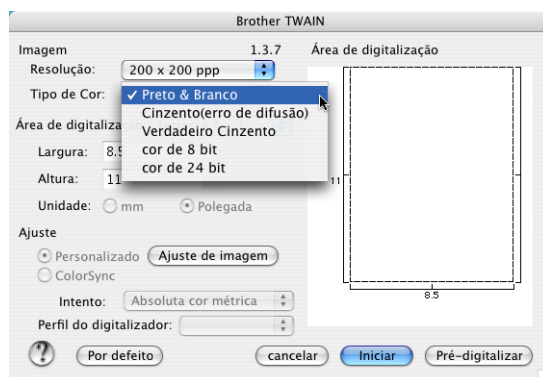 Brother TWAIN
Imagem 1.3.7
Resolução: 200 x 200 ppp
Tipo de Cor: ✓ Preto & Branco
Cinzento(erro de difusão)
Verdadeiro Cinzento
cor de 8 bit
cor de 24 bit
Área de digitaliza
Largura: 8.5
Altura: 11
Unidade: mm Polegada
Ajuste
Personalizado Ajuste de imagem
ColorSync
Intento: Absoluta cor métrica
Perfil do digitalizador:
? Por defeito cancelar Iniciar Pré-digitalizar
Área de digitalização
11
8.5